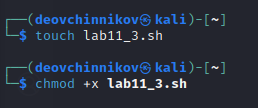 ┌──(deovchinnikov㉿kali)-[~]
└─$ touch lab11_3.sh
┌──(deovchinnikov㉿kali)-[~]
└─$ chmod +x lab11_3.sh